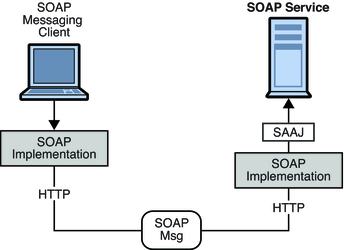 SOAP
Messaging
Client
SOAP Service
SOAP
Implementation
HTTP
SAAJ
SOAP
Implementation
HTTP
SOAP
Msg